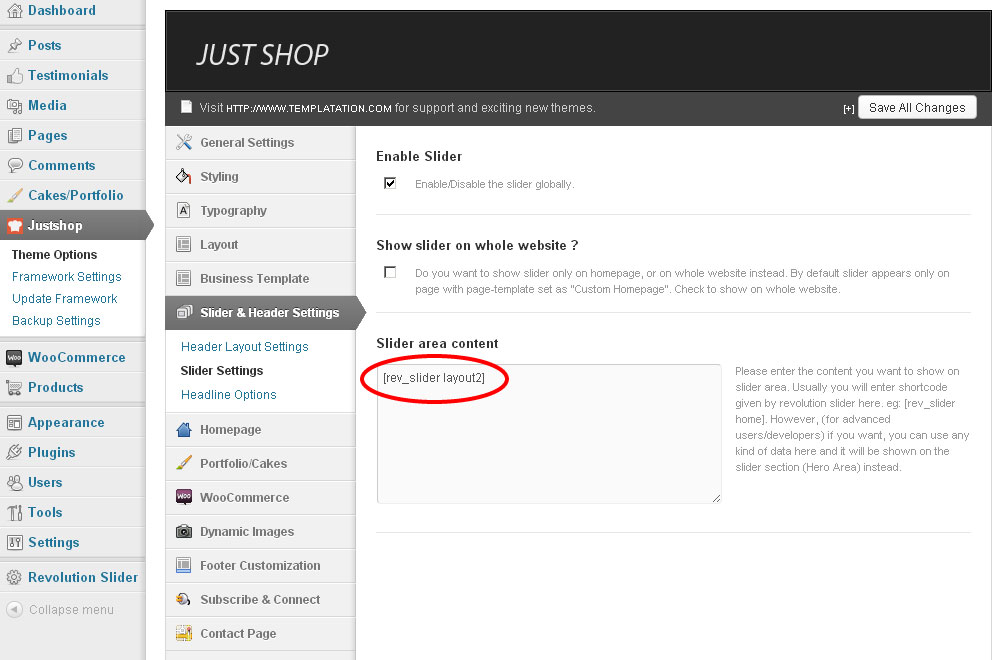 Dashboard
Posts
Testimonials
Media
Pages
Comments
Cakes/Portfolio
Justshop
Theme Options
Framework Settings
Update Framework
Backup Settings
WooCommerce
Products
Appearance
Plugins
Users
Tools
Settings
Revolution Slider
Collapse menu
JUST SHOP
Visit HTTP://WWW.TEMPLATATION.COM for support and exciting new themes.
[+] Save All Changes
General Settings
Styling
Typography
Layout
Business Template
Slider & Header Settings
Header Layout Settings
Slider Settings
Headline Options
Homepage
Portfolio/Cakes
WooCommerce
Dynamic Images
Footer Customization
Subscribe & Connect
Contact Page
Enable Slider
Enable/Disable the slider globally.
Show slider on whole website ?
Do you want to show slider only on homepage, or on whole website instead. By default slider appears only on
page with page-template set as "Custom Homepage". Check to show on whole website.
Slider area content
[rev_slider layout2]
Please enter the content you want to show on
slider area. Usually you will enter shortcode
given by revolution slider here. eg: [rev_slider
home]. However, (for advanced
users/developers) if you want, you can use any
kind of data here and it will be shown on the
slider section (Hero Area) instead.